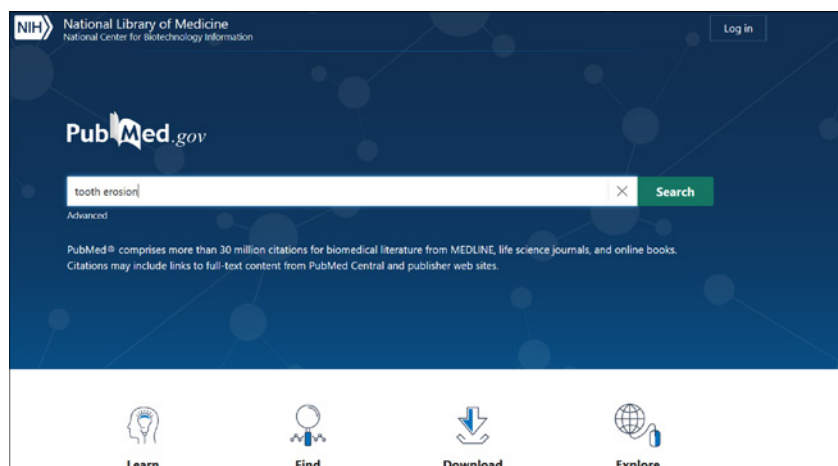 NIH
National Library of Medicine
National Center for Biotechnology Information
Log in
PubMed.gov
tooth erosion
Search
Advanced
PubMed® comprises more than 30 million citations for biomedical literature from MEDLINE, life science journals, and online books.
Citations may include links to full-text content from PubMed Central and publisher web sites.
Learn
Find
Download
Explore